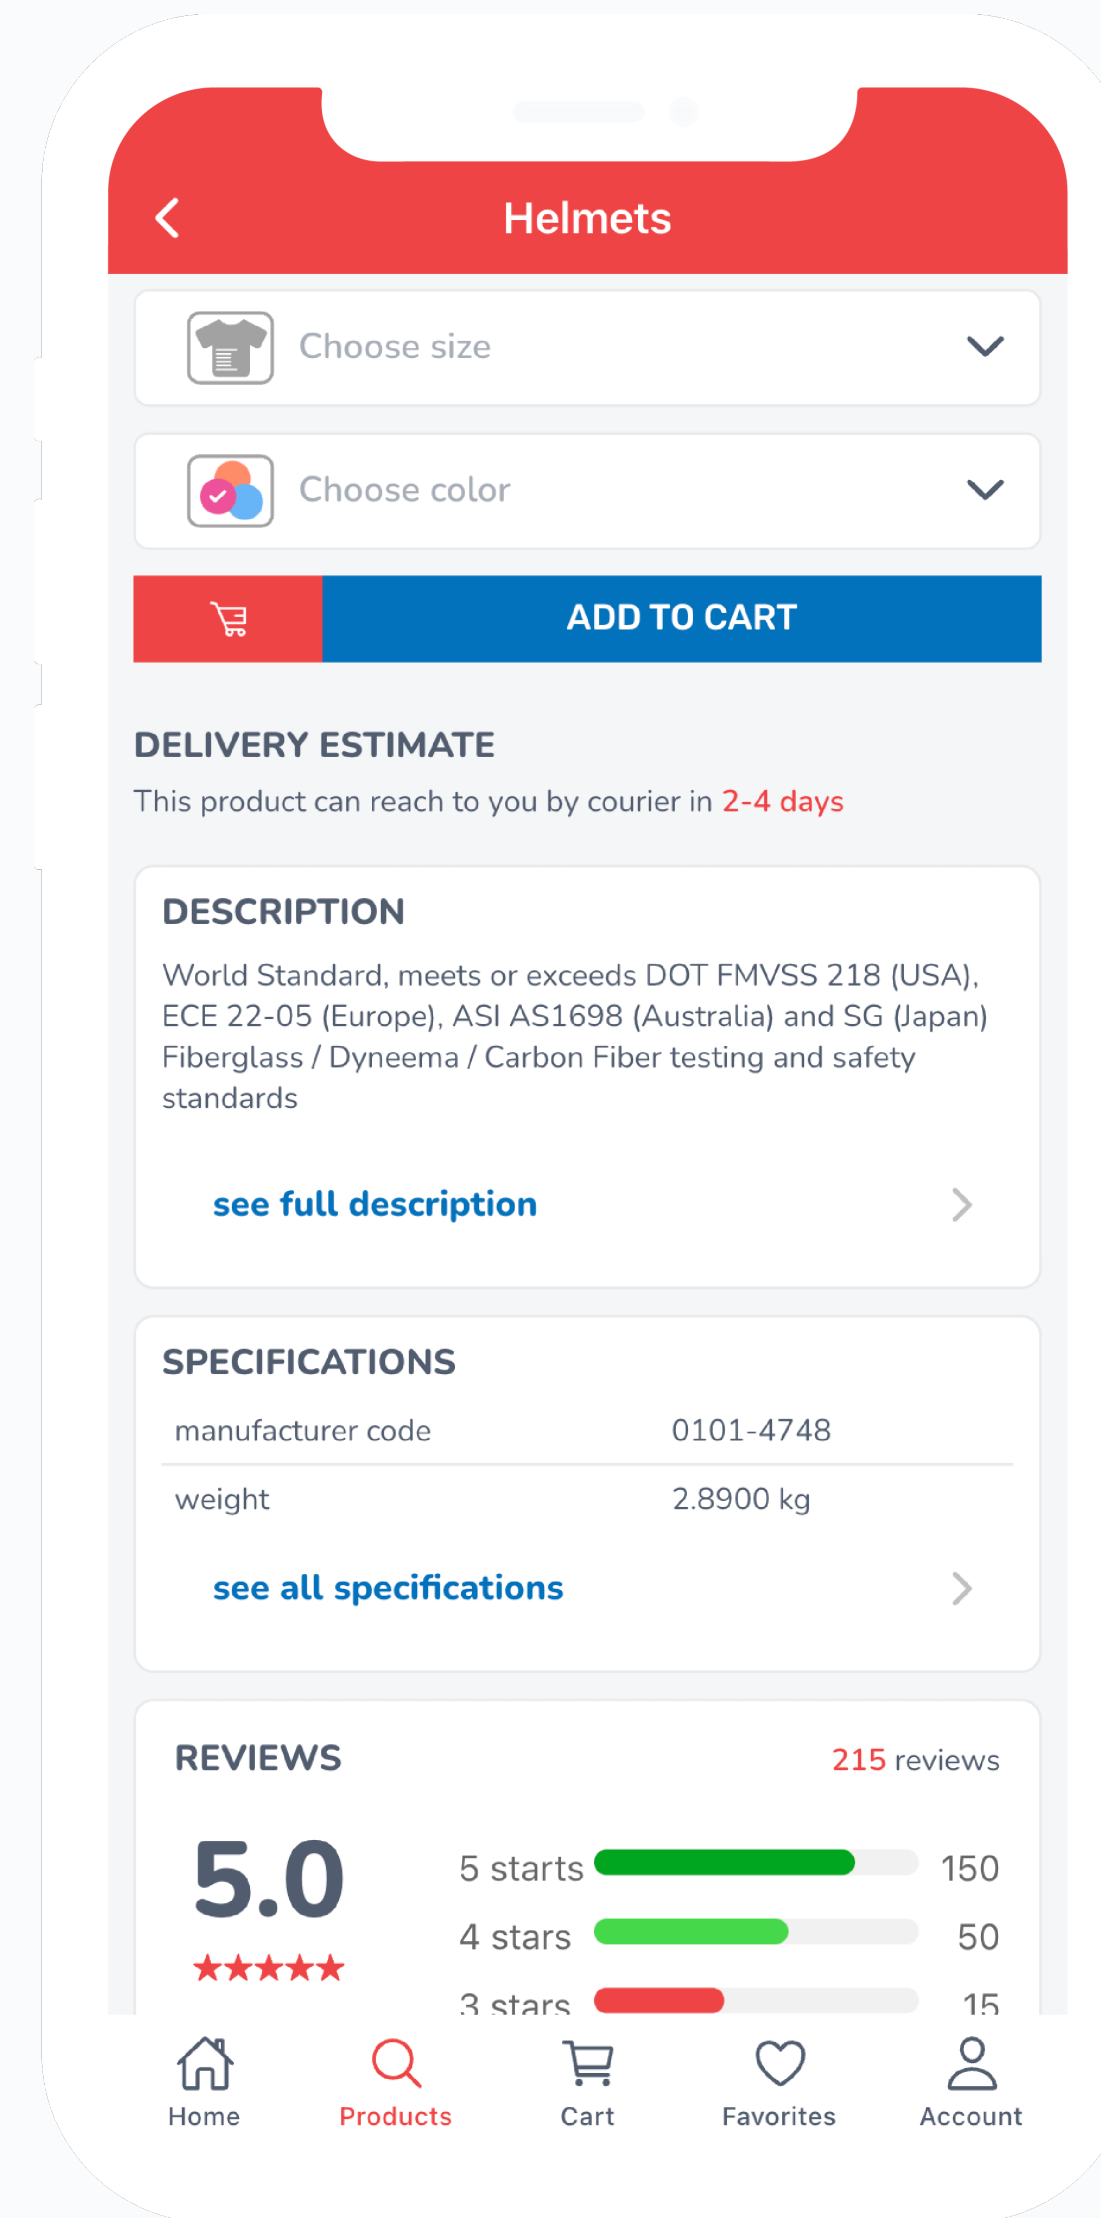 Helmets
Choose size
Choose color
ADD TO CART
DELIVERY ESTIMATE
This product can reach to you by courier in 2-4 days
DESCRIPTION
World Standard, meets or exceeds DOT FMVSS 218 (USA),
ECE 22-05 (Europe), ASI AS1698 (Australia) and SG (Japan)
Fiberglass / Dyneema / Carbon Fiber testing and safety
standards
see full description
SPECIFICATIONS
manufacturer code 0101-4748
weight 2.8900 kg
see all specifications
REVIEWS 215 reviews
5.0
5 starts 150
4 stars 50
3 stars 15
Home Products Cart Favorites Account